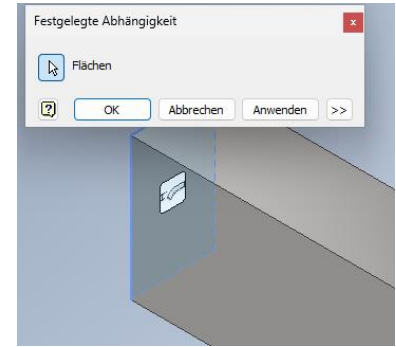 Festgelegte Abhängigkeit
Flächen
OK Abbrechen Anwenden >>